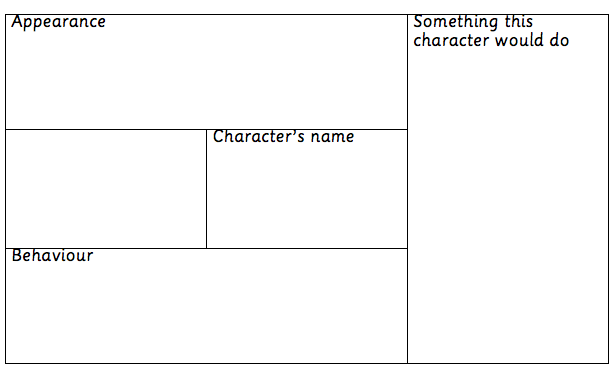 Appearance
Something this
character would do
Character's name
Behaviour